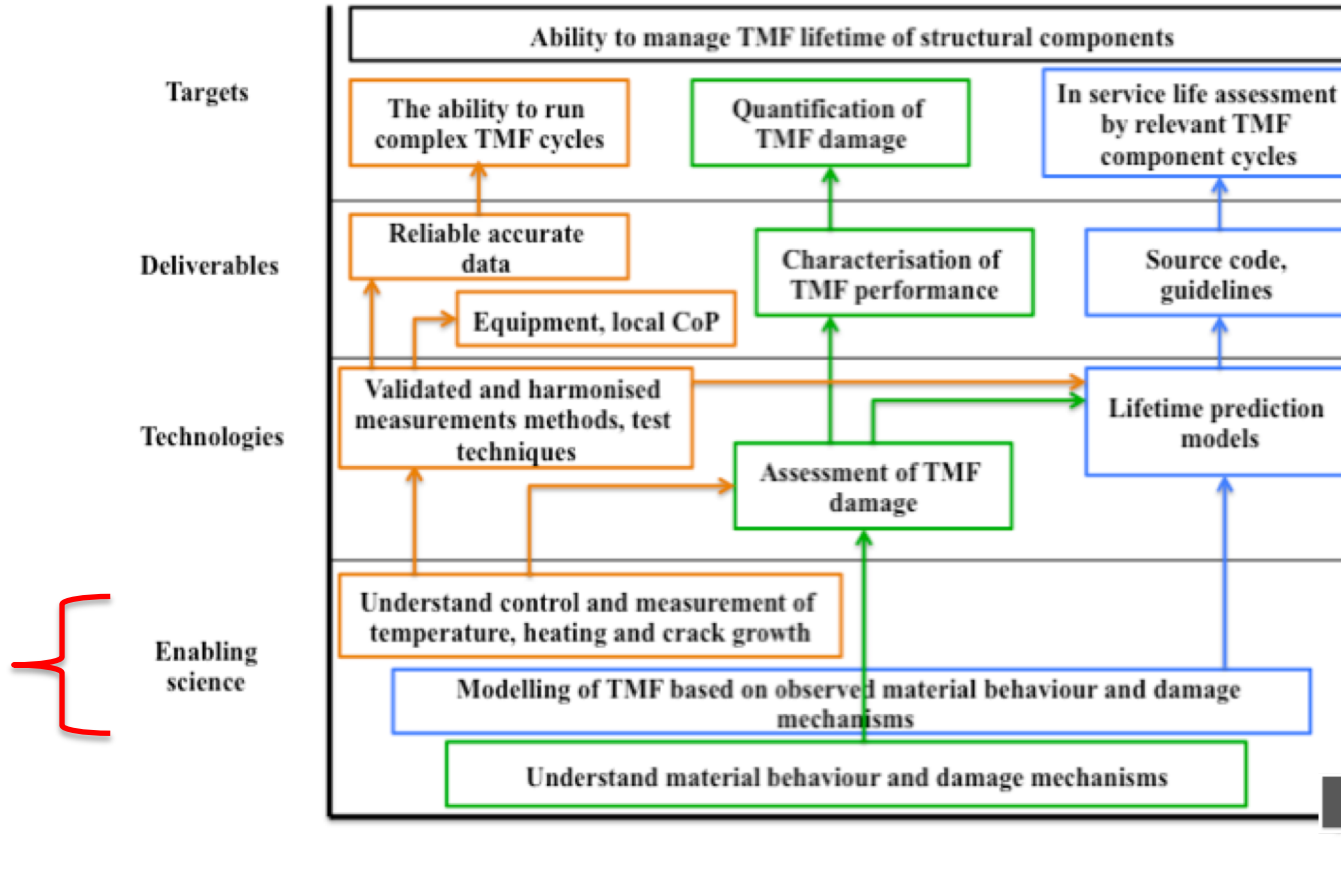 Ability to manage TMF lifetime of structural components
Targets
The ability to run
complex TMF cycles
Quantification of
TMF damage
In service life assessment
by relevant TMF
component cycles
Deliverables
Reliable accurate
data
Equipment, local CoP
Characterisation of
TMF performance
Source code,
guidelines
Technologies
Validated and harmonised
measurements methods, test
techniques
Assessment of TMF
damage
Lifetime prediction
models
Enabling
science
Understand control and measurement of
temperature, heating and crack growth
Modelling of TMF based on observed material behaviour and damage
mechanisms
Understand material behaviour and damage mechanisms